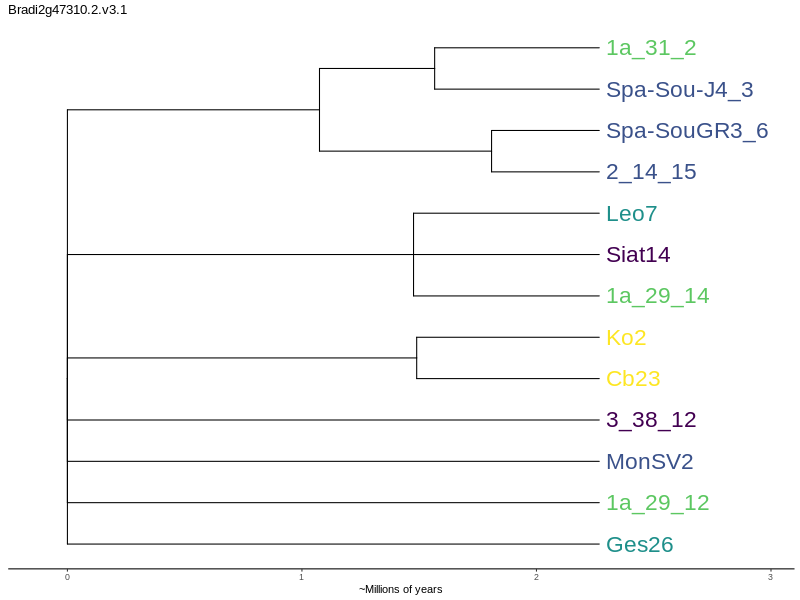 Bradi2g47310.2.v3.1
1a_31_2
Spa-Sou-J4_3
Spa-SouGR3_6
2_14_15
Leo7
Siat14
1a_29_14
Ko2
Cb23
3_38_12
MonSV2
1a_29_12
Ges26
0 1 2 3
~Millions of years